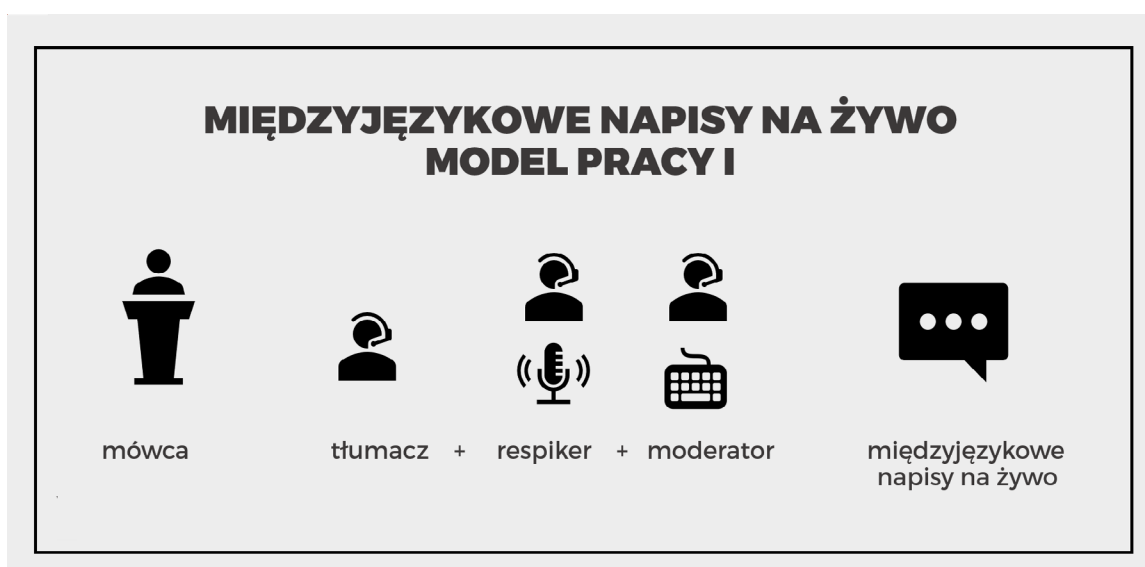 MIĘDZYJĘZYKOWE NAPISY NA ŻYWO
MODEL PRACY I
mówca
tłumacz + respiker + moderator
międzyjęzykowe
napisy na żywo